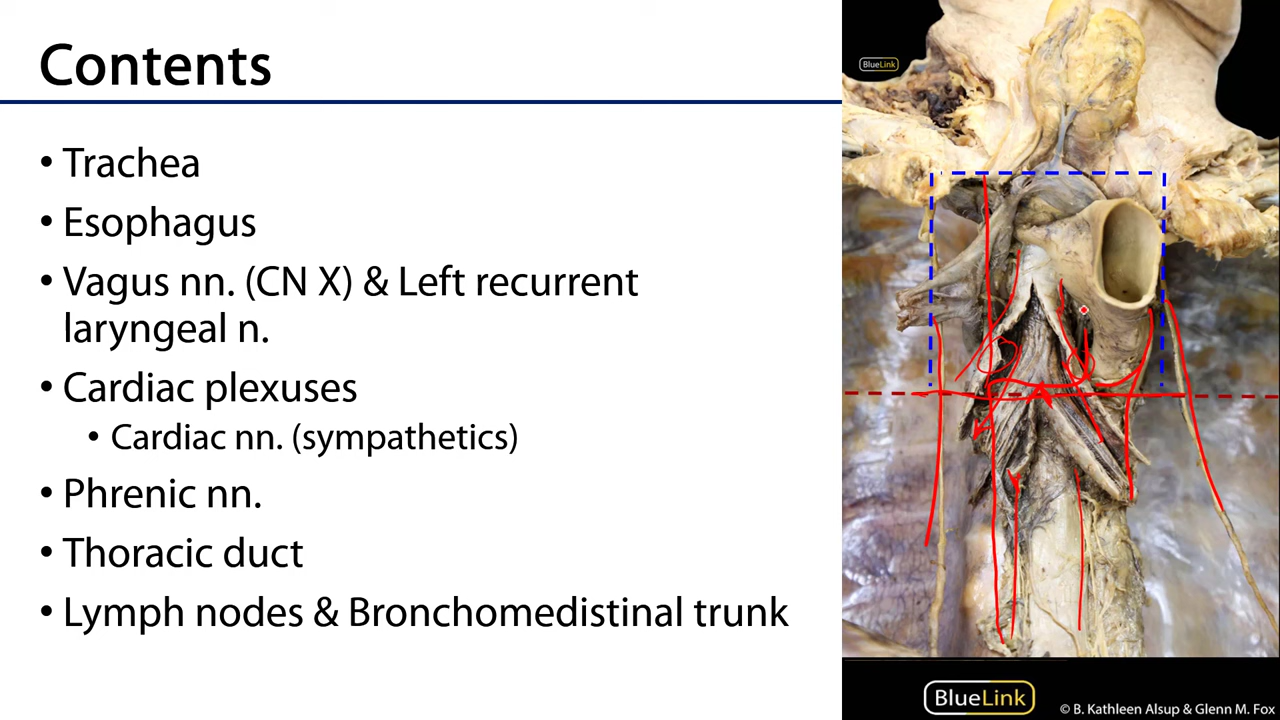 Contents
• Trachea
• Esophagus
• Vagus nn. (CN X) & Left recurrent
laryngeal n.
• Cardiac plexuses
• Cardiac nn. (sympathetics)
• Phrenic nn.
• Thoracic duct
• Lymph nodes & Bronchomedistinal trunk
BlueLink
BlueLink
© B. Kathleen Alsup & Glenn M. Fox